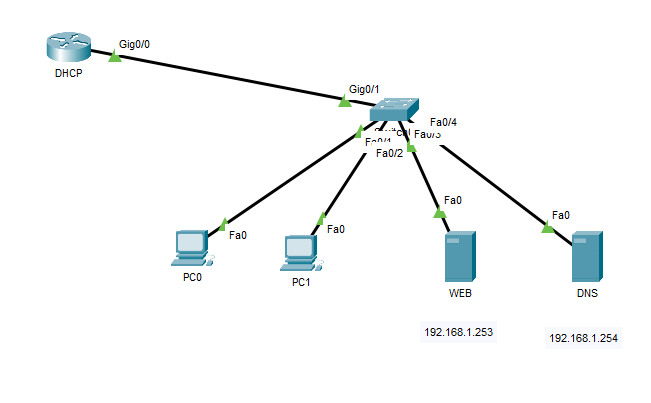 Gig0/0
DHCP
Gig0/1
Fa0/4
Fa0/3
Fa0/1
Fa0/2
Fa0
Fa0
Fa0
Fa0
PC0
PC1
WEB
DNS
192.168.1.253
192.168.1.254